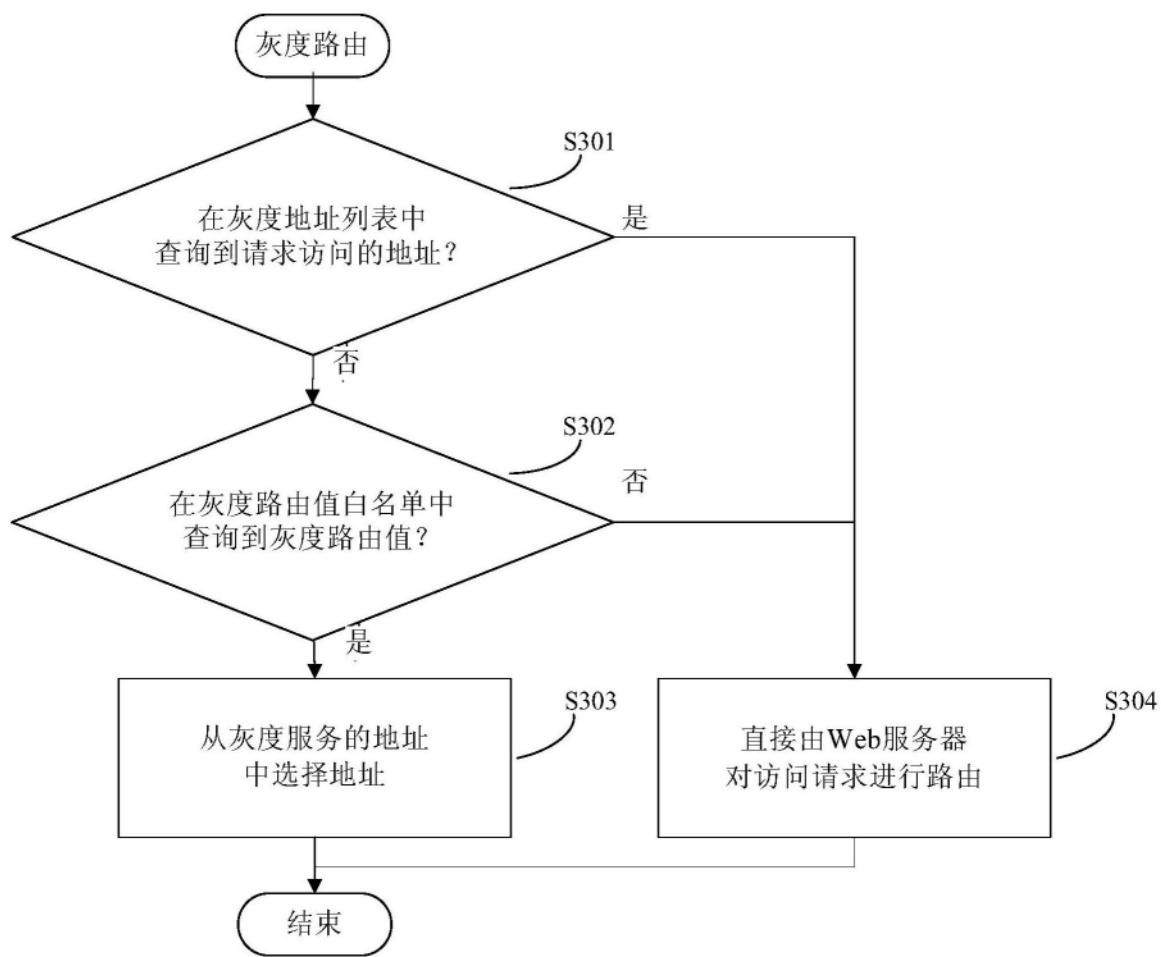 灰度路由
S301
在灰度地址列表中
查询到请求访问的地址？
是
否
S302
在灰度路由值白名单中
查询到灰度路由值？
否
是
S303
从灰度服务的地址
中选择地址
S304
直接由Web服务器
对访问请求进行路由
结束